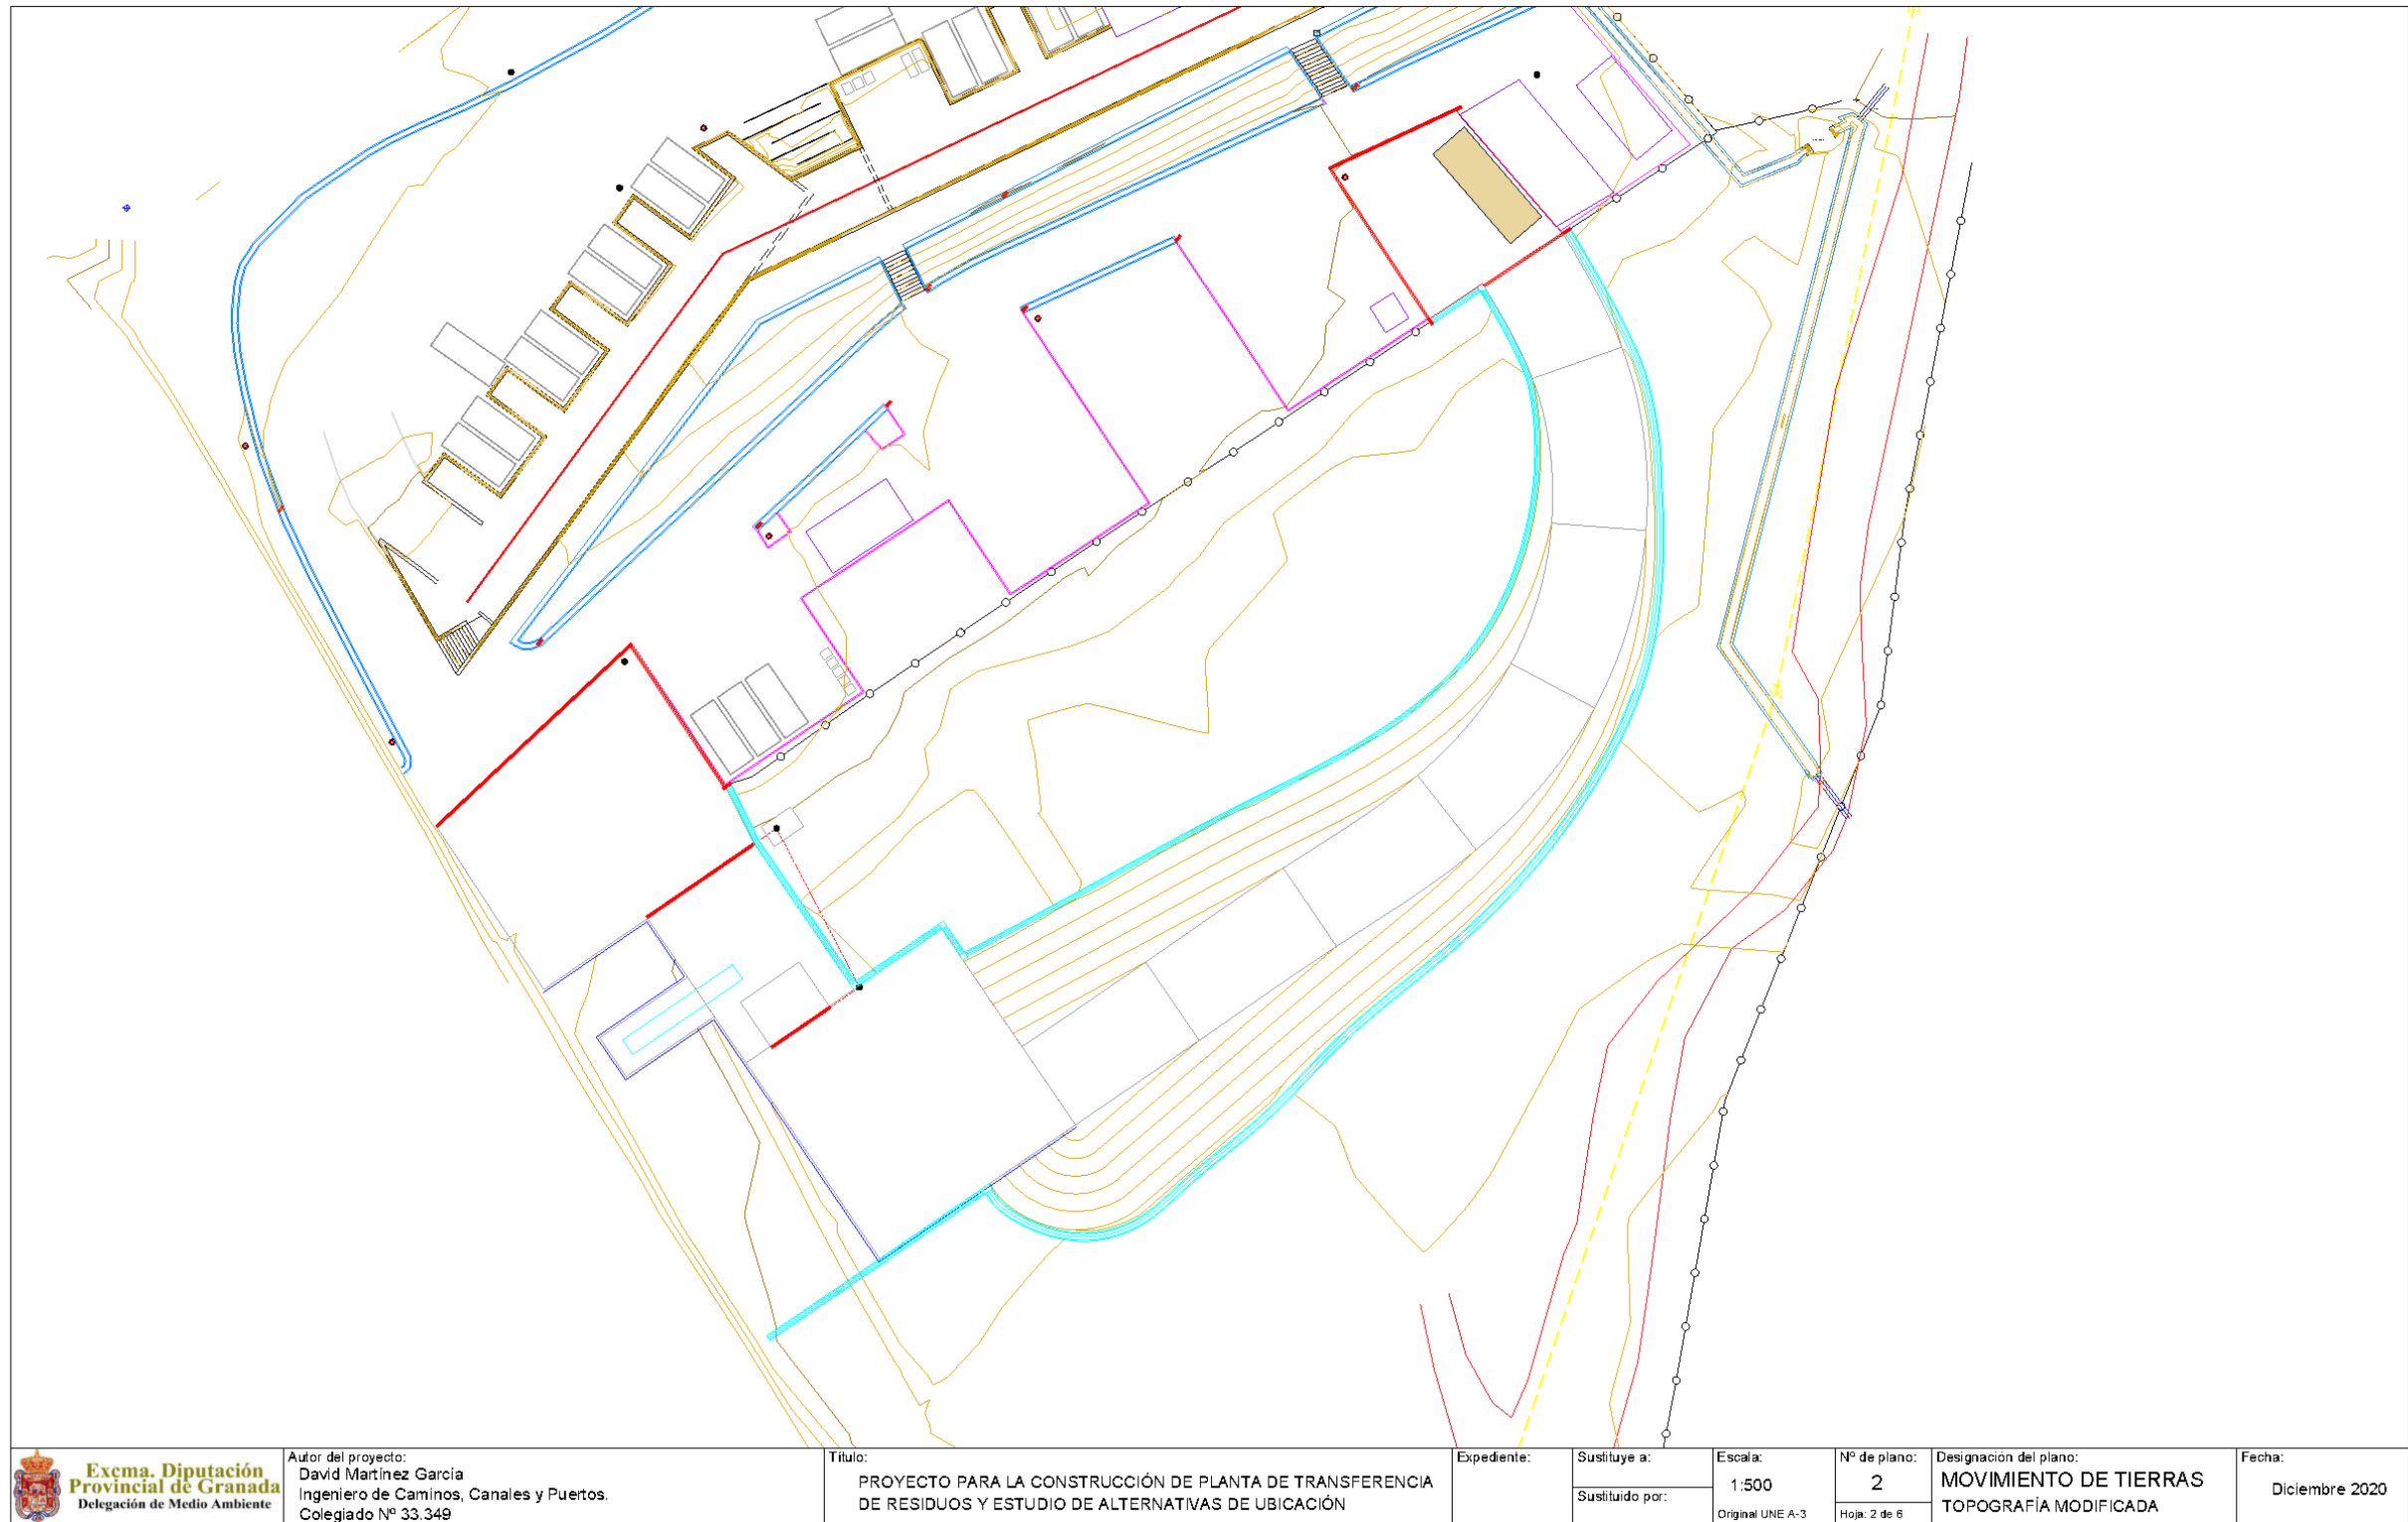 Excma. Diputación
Provincial de Granada
Delegación de Medio Ambiente
Autor del proyecto:
David Martínez García
Ingeniero de Caminos, Canales y Puertos.
Colegiado Nº 33.349
Título:
PROYECTO PARA LA CONSTRUCCIÓN DE PLANTA DE TRANSFERENCIA
DE RESIDUOS Y ESTUDIO DE ALTERNATIVAS DE UBICACIÓN
Expediente:
Sustituye a:
Sustituido por:
Escala:
1:500
Original UNE A-3
Nº de plano:
2
Hoja: 2 de 6
Designación del plano:
MOVIMIENTO DE TIERRAS
TOPOGRAFÍA MODIFICADA
Fecha:
Diciembre 2020